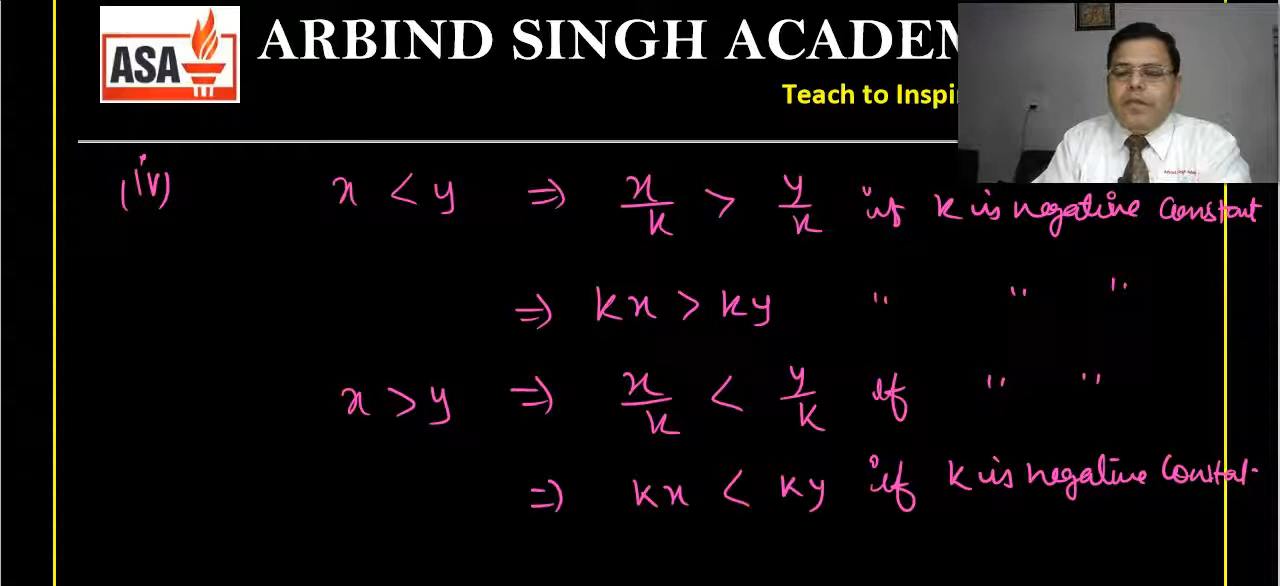 ASA
ARBIND SINGH ACADEM
Teach to Inspi
(iv) x < y ⇒ x/k > y/k if k is negative constant
⇒ kx > ky " " "
x > y ⇒ x/k < y/k if " "
⇒ kx < ky if k is negative constat.